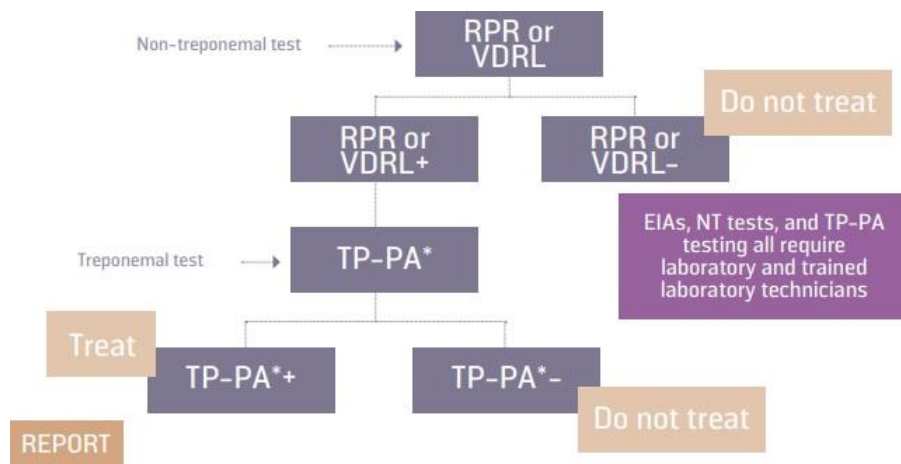 Non-treponemal test
RPR or
VDRL
Do not treat
RPR or
VDRL+
RPR or
VDRL-
EIAs, NT tests, and TP-PA
testing all require
laboratory and trained
laboratory technicians
Treponemal test
TP-PA*
Treat
TP-PA*+
TP-PA*-
Do not treat
REPORT